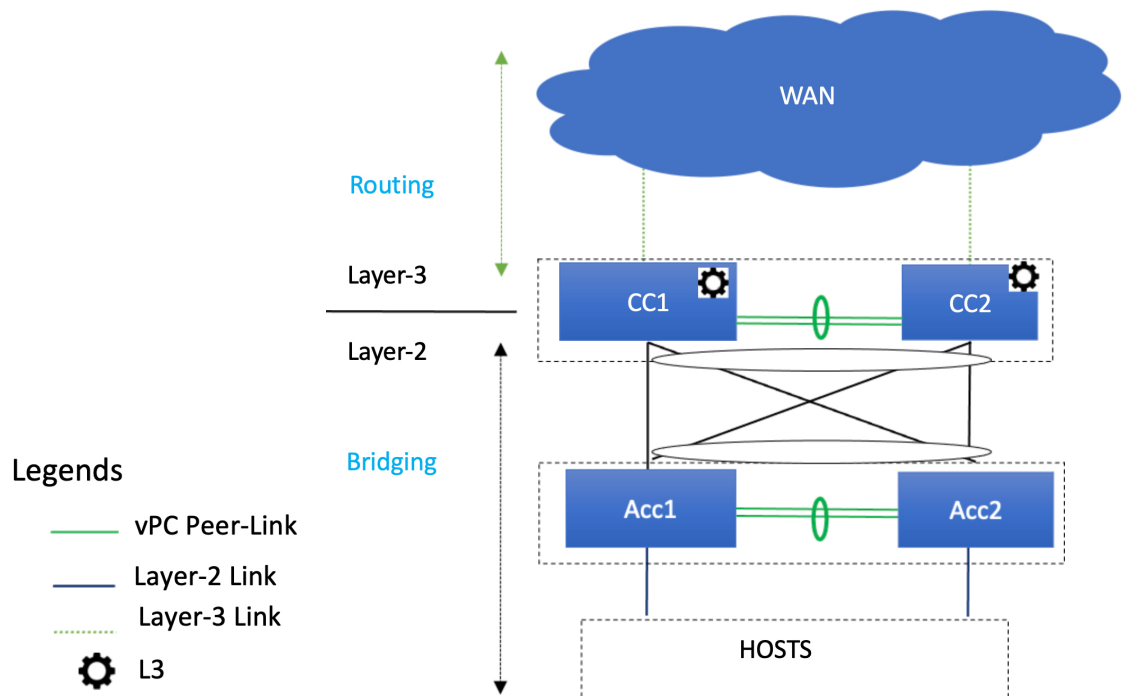 WAN
Routing
Layer-3
CC1
CC2
Layer-2
Bridging
Legends
Acc1
Acc2
vPC Peer-Link
Layer-2 Link
Layer-3 Link
HOSTS
L3